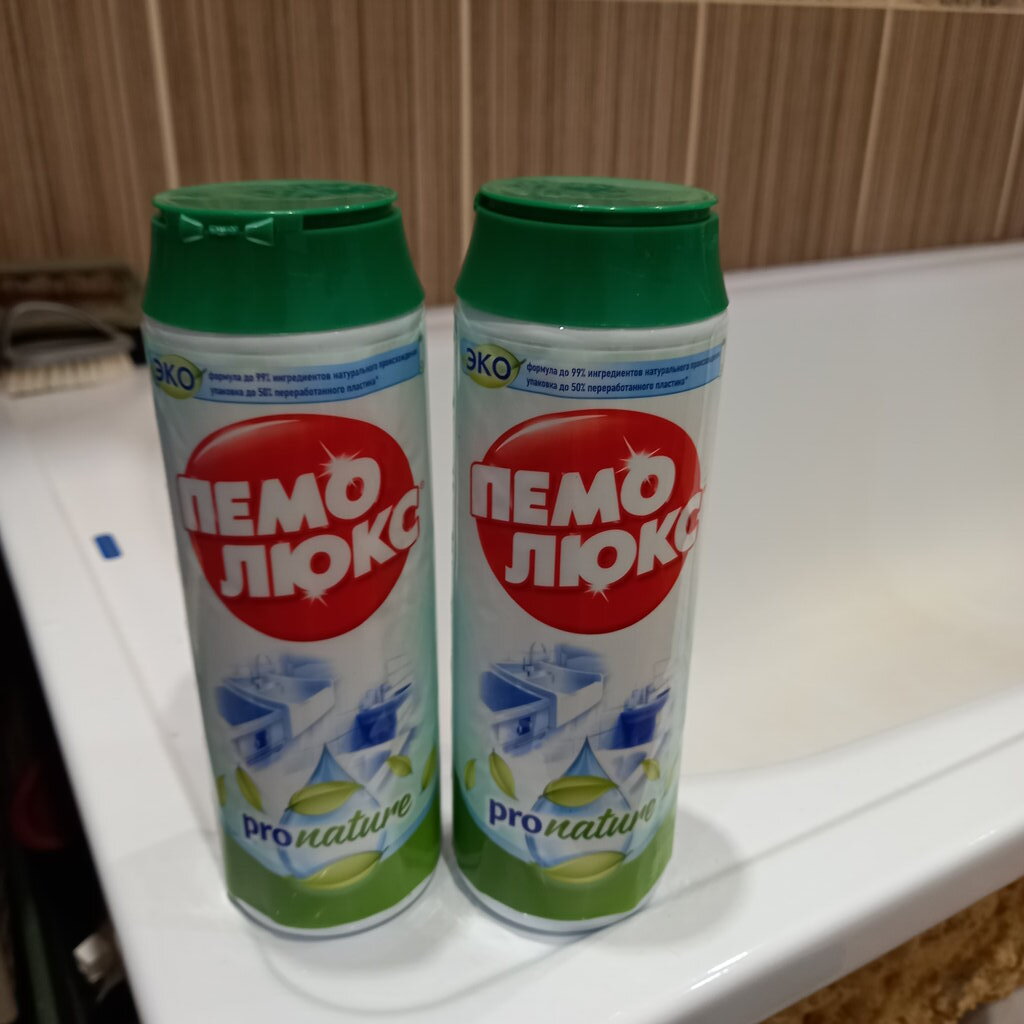 ЭКО
формула до 99% ингредиентов натурального происхождения
упаковка до 50% переработанного пластика*
ПЕМО
ЛЮКС
pro nature
ЭКО
формула до 99% ингредиентов натурального происхождения
упаковка до 50% переработанного пластика*
ПЕМО
ЛЮКС
pro nature